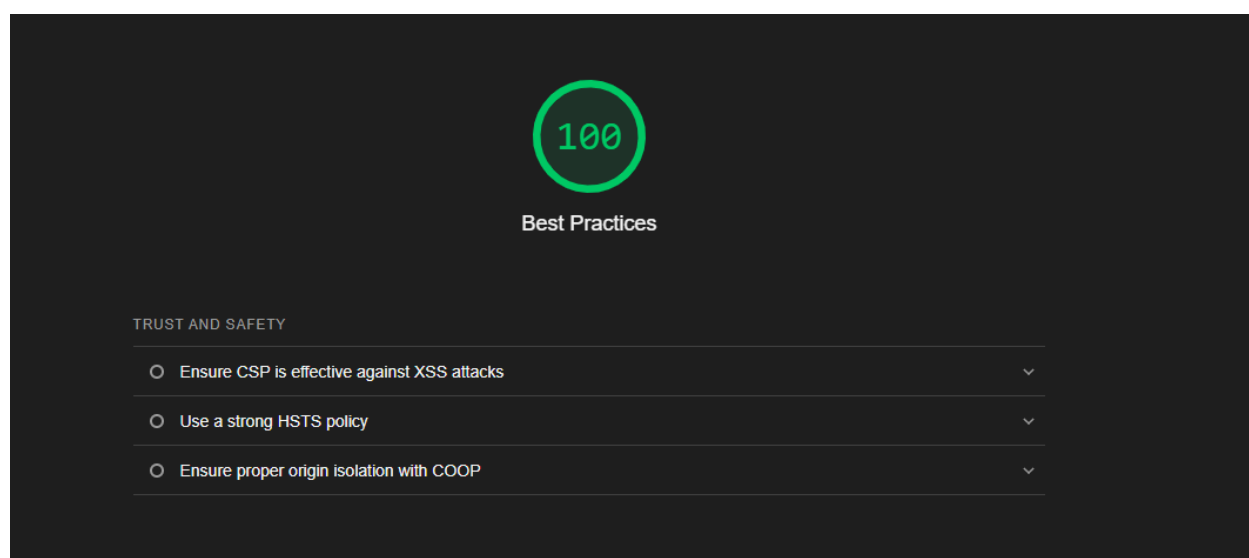 100
Best Practices
TRUST AND SAFETY
Ensure CSP is effective against XSS attacks
Use a strong HSTS policy
Ensure proper origin isolation with COOP